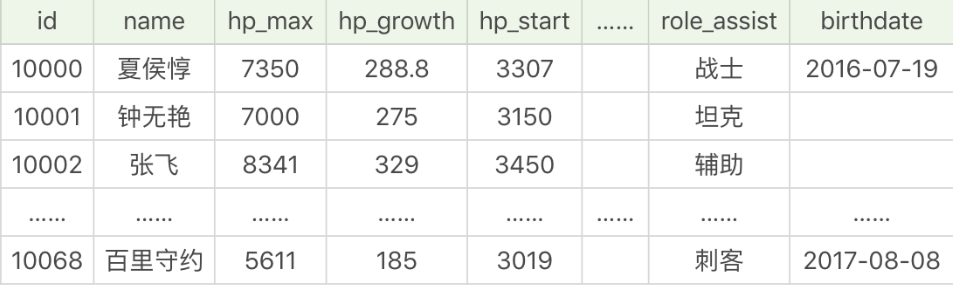 id name hp_max hp_growth hp_start …… role_assist birthdate
10000 夏侯惇 7350 288.8 3307 战士 2016-07-19
10001 钟无艳 7000 275 3150 坦克
10002 张飞 8341 329 3450 辅助
…… …… …… …… …… …… …… ……
10068 百里守约 5611 185 3019 刺客 2017-08-08